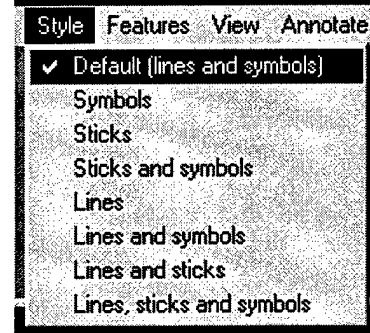 Style Features View Annotate
✓ Default (lines and symbols)
Symbols
Sticks
Sticks and symbols
Lines
Lines and symbols
Lines and sticks
Lines, sticks and symbols